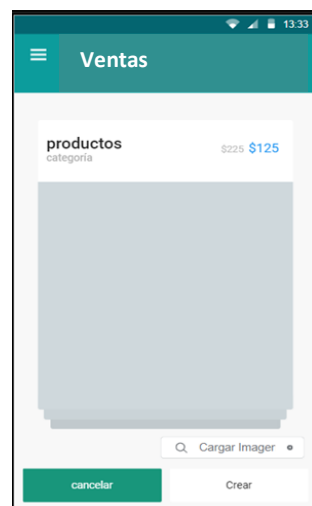 13:33
Ventas
productos
$225 $125
categoría
Cargar Imager
cancelar
Crear